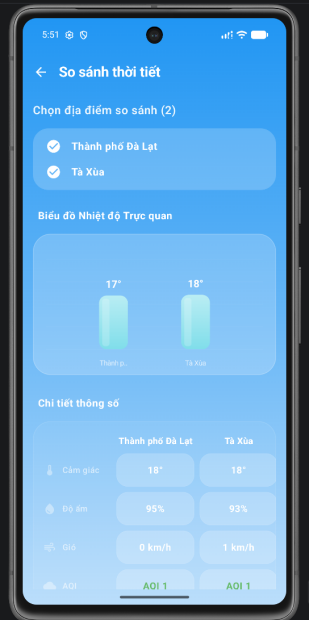 5:51
So sánh thời tiết
Chọn địa điểm so sánh (2)
Thành phố Đà Lạt
Tà Xùa
Biểu đồ Nhiệt độ Trực quan
17° 18°
Thành p.. Tà Xùa
Chi tiết thông số
Thành phố Đà Lạt Tà Xùa
Cảm giác 18° 18°
Độ ẩm 95% 93%
Gió 0 km/h 1 km/h
AQI AQI 1 AQI 1